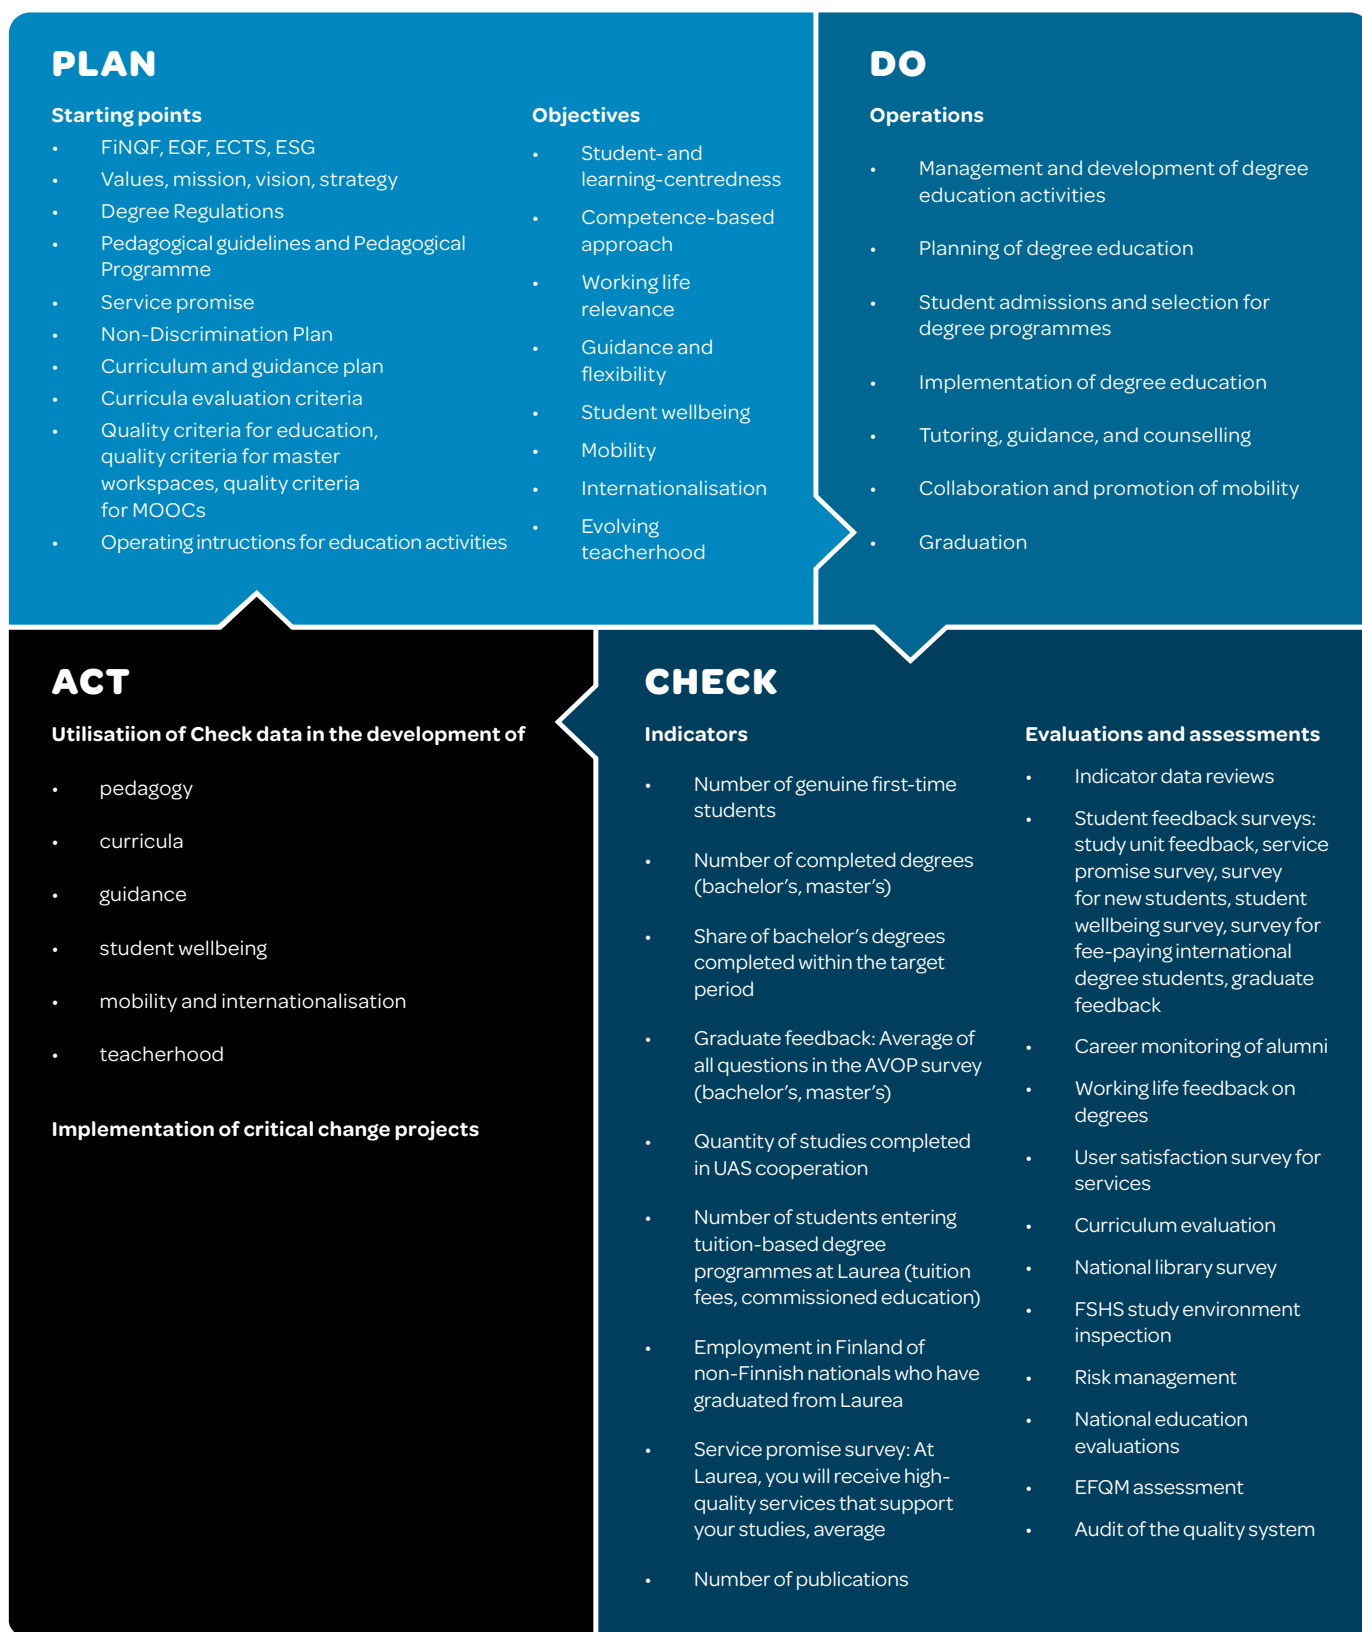 PLAN
Starting points
• FiNQF, EQF, ECTS, ESG
• Values, mission, vision, strategy
• Degree Regulations
• Pedagogical guidelines and Pedagogical
Programme
• Service promise
• Non-Discrimination Plan
• Curriculum and guidance plan
• Curricula evaluation criteria
• Quality criteria for education,
quality criteria for master
workspaces, quality criteria
for MOOCs
• Operating intructions for education activities
Objectives
• Student- and
learning-centredness
• Competence-based
approach
• Working life
relevance
• Guidance and
flexibility
• Student wellbeing
• Mobility
• Internationalisation
• Evolving
teacherhood
DO
Operations
• Management and development of degree
education activities
• Planning of degree education
• Student admissions and selection for
degree programmes
• Implementation of degree education
• Tutoring, guidance, and counselling
• Collaboration and promotion of mobility
• Graduation
ACT
Utilisatiion of Check data in the development of
• pedagogy
• curricula
• guidance
• student wellbeing
• mobility and internationalisation
• teacherhood
Implementation of critical change projects
CHECK
Indicators
• Number of genuine first-time
students
• Number of completed degrees
(bachelor's, master's)
• Share of bachelor's degrees
completed within the target
period
• Graduate feedback: Average of
all questions in the AVOP survey
(bachelor's, master's)
• Quantity of studies completed
in UAS cooperation
• Number of students entering
tuition-based degree
programmes at Laurea (tuition
fees, commissioned education)
• Employment in Finland of
non-Finnish nationals who have
graduated from Laurea
• Service promise survey: At
Laurea, you will receive high-
quality services that support
your studies, average
• Number of publications
Evaluations and assessments
• Indicator data reviews
• Student feedback surveys:
study unit feedback, service
promise survey, survey
for new students, student
wellbeing survey, survey for
fee-paying international
degree students, graduate
feedback
• Career monitoring of alumni
• Working life feedback on
degrees
• User satisfaction survey for
services
• Curriculum evaluation
• National library survey
• FSHS study environment
inspection
• Risk management
• National education
evaluations
• EFQM assessment
• Audit of the quality system